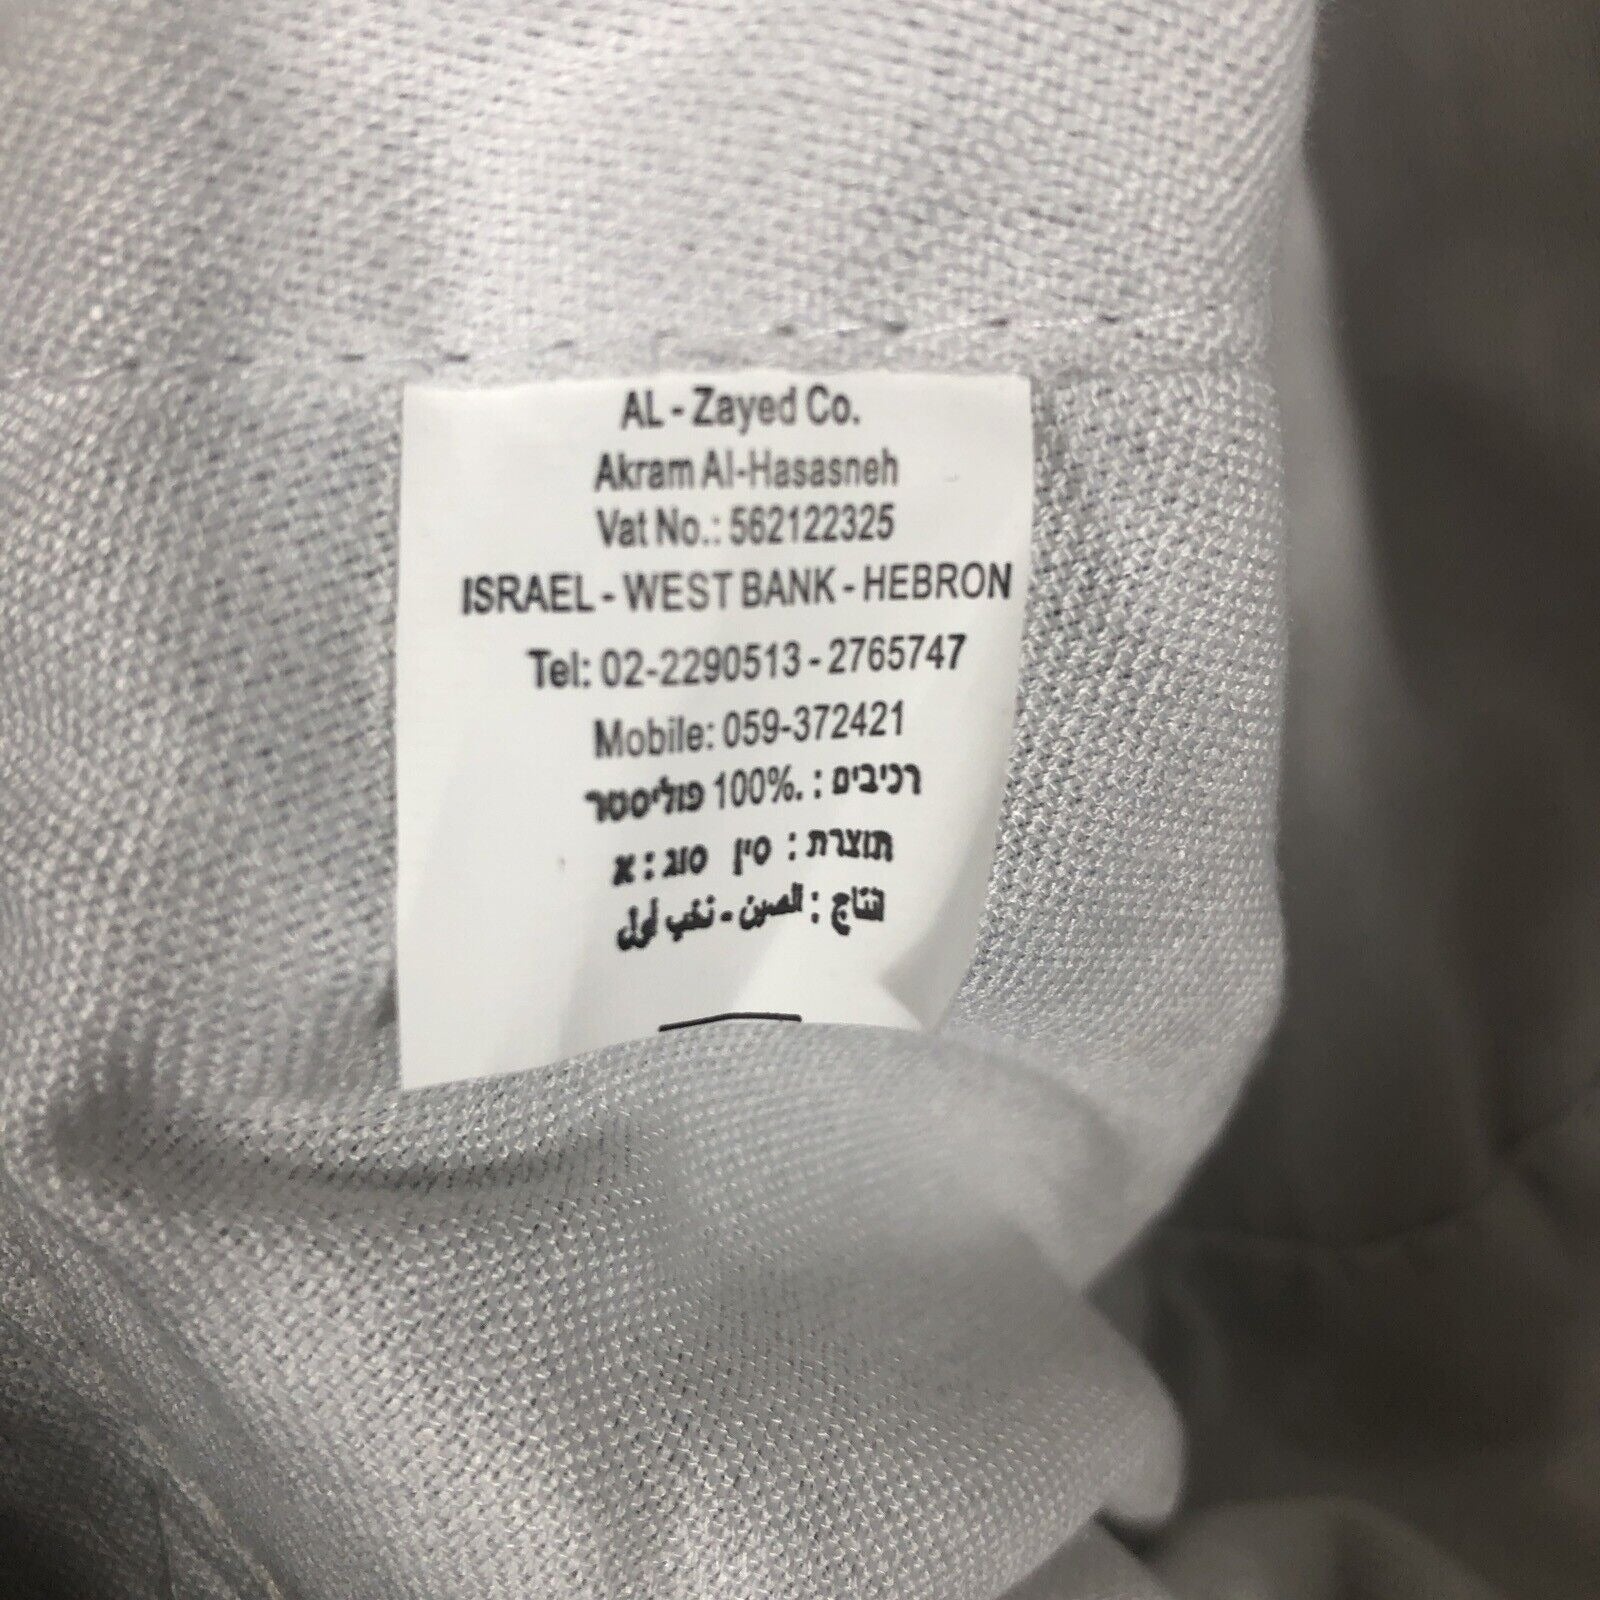 AL - Zayed Co.
Akram Al-Hasasneh
Vat No.: 562122325
ISRAEL - WEST BANK - HEBRON
Tel: 02-2290513 - 2765747
Mobile: 059-372421
רכיבים : .100% פוליסטר
תוצרת : סין סוג : א
انتاج : الصين - نخب أول